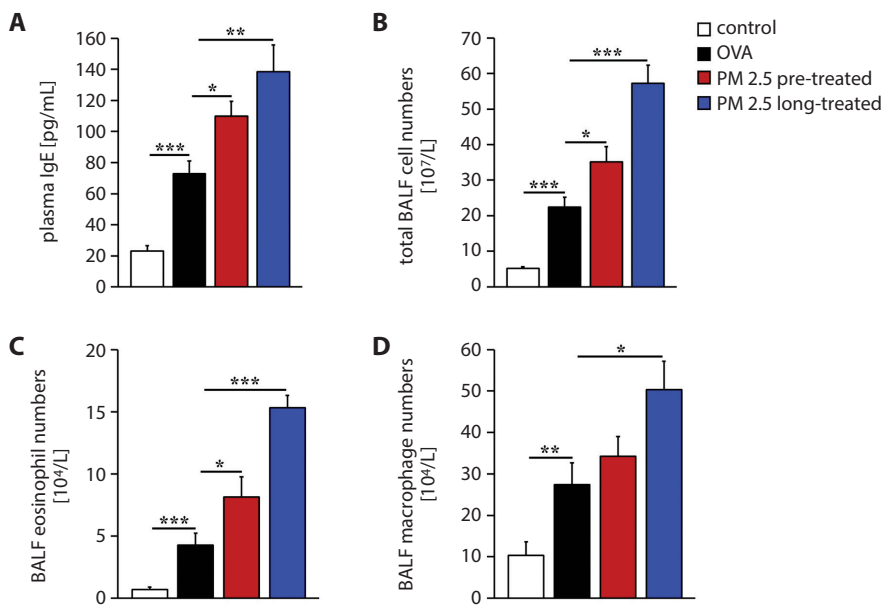 A
plasma IgE [pg/mL]
160
140
120
100
80
60
40
20
0
***
*
**
B
total BALF cell numbers
[10⁷/L]
70
60
50
40
30
20
10
0
***
*
***
control
OVA
PM 2.5 pre-treated
PM 2.5 long-treated
C
BALF eosinophil numbers
[10⁴/L]
20
15
10
5
0
***
*
***
D
BALF macrophage numbers
[10⁴/L]
60
50
40
30
20
10
0
**
*